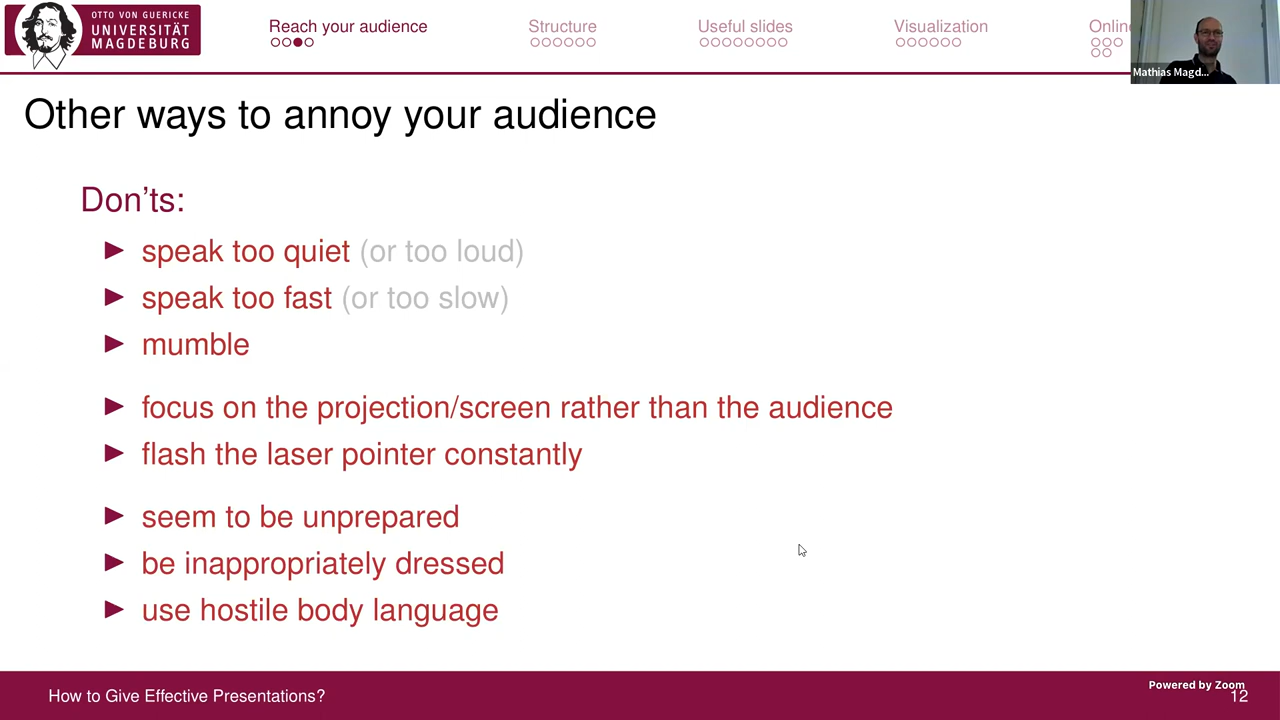 OTTO VON GUERICKE
UNIVERSITÄT
MAGDEBURG
Reach your audience
Structure
Useful slides
Visualization
Mathias Magd...
Other ways to annoy your audience
Don'ts:
speak too quiet (or too loud)
speak too fast (or too slow)
mumble
focus on the projection/screen rather than the audience
flash the laser pointer constantly
seem to be unprepared
be inappropriately dressed
use hostile body language
How to Give Effective Presentations?
Powered by Zoom
12